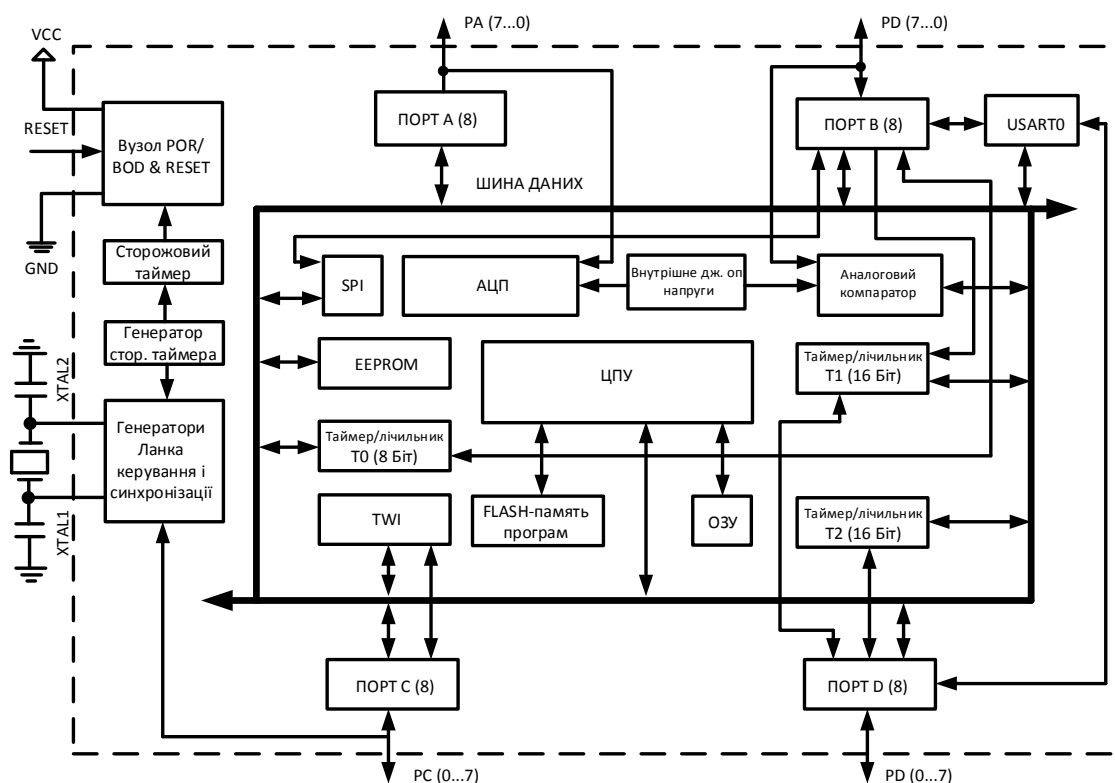 PA (7...0)
PD (7...0)
VCC
RESET
Вузол POR/
BOD & RESET
ПОРТ А (8)
ПОРТ В (8)
USART0
ШИНА ДАНИХ
GND
Сторожовий
таймер
SPI
АЦП
Внутрішне дж. оп
напруги
Аналоговий
компаратор
Генератор
стор. таймера
XTAL2
EEPROM
ЦПУ
Таймер/лічильник
Т1 (16 Біт)
Генератори
Ланка
керування і
синхронізації
Таймер/лічильник
Т0 (8 Біт)
XTAL1
TWI
FLASH-память
програм
ОЗУ
Таймер/лічильник
Т2 (16 Біт)
ПОРТ С (8)
ПОРТ D (8)
PC (0...7)
PD (0...7)